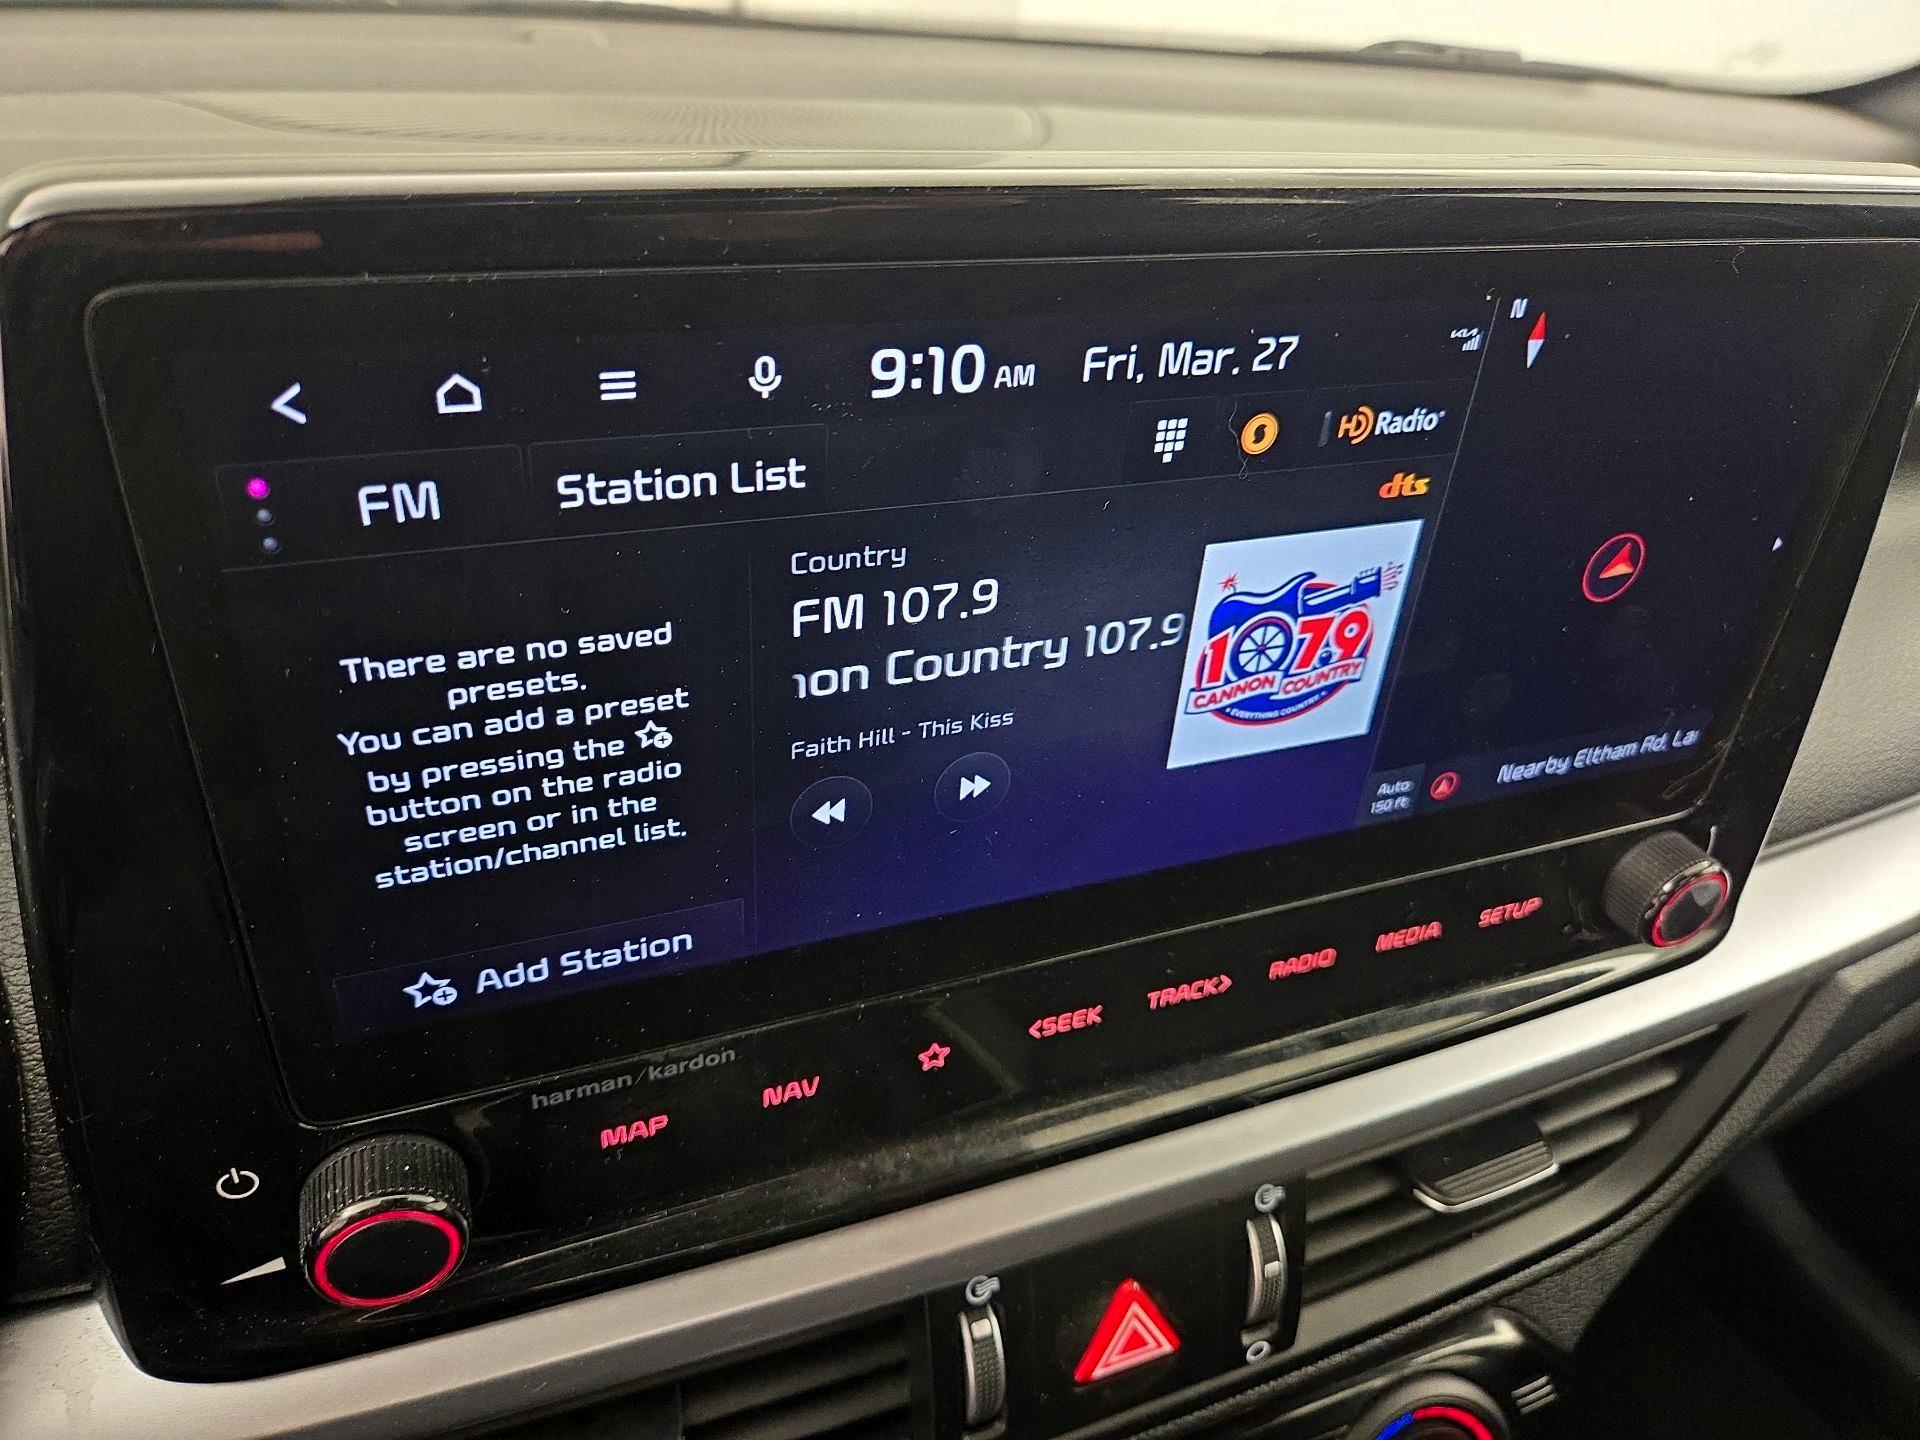 9:10 AM Fri, Mar. 27
N
HD Radio
FM Station List
dts
Country
FM 107.9
ion Country 107.9
Faith Hill - This Kiss
107.9
CANNON COUNTRY
EVERYTHING COUNTRY
There are no saved
presets.
You can add a preset
by pressing the
button on the radio
screen or in the
station/channel list.
Add Station
Auto
150 ft
Nearby Eltham Rd, La
harman/kardon
MAP NAV <SEEK TRACK> RADIO MEDIA SETUP